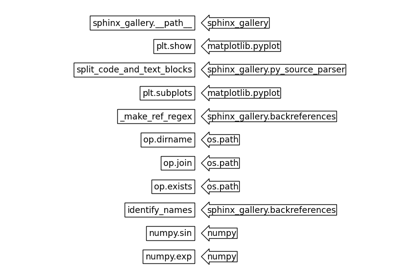 sphinx_gallery.__path__ sphinx_gallery
plt.show matplotlib.pyplot
split_code_and_text_blocks sphinx_gallery.py_source_parser
plt.subplots matplotlib.pyplot
_make_ref_regex sphinx_gallery.backreferences
op.dirname os.path
op.join os.path
op.exists os.path
identify_names sphinx_gallery.backreferences
numpy.sin numpy
numpy.exp numpy